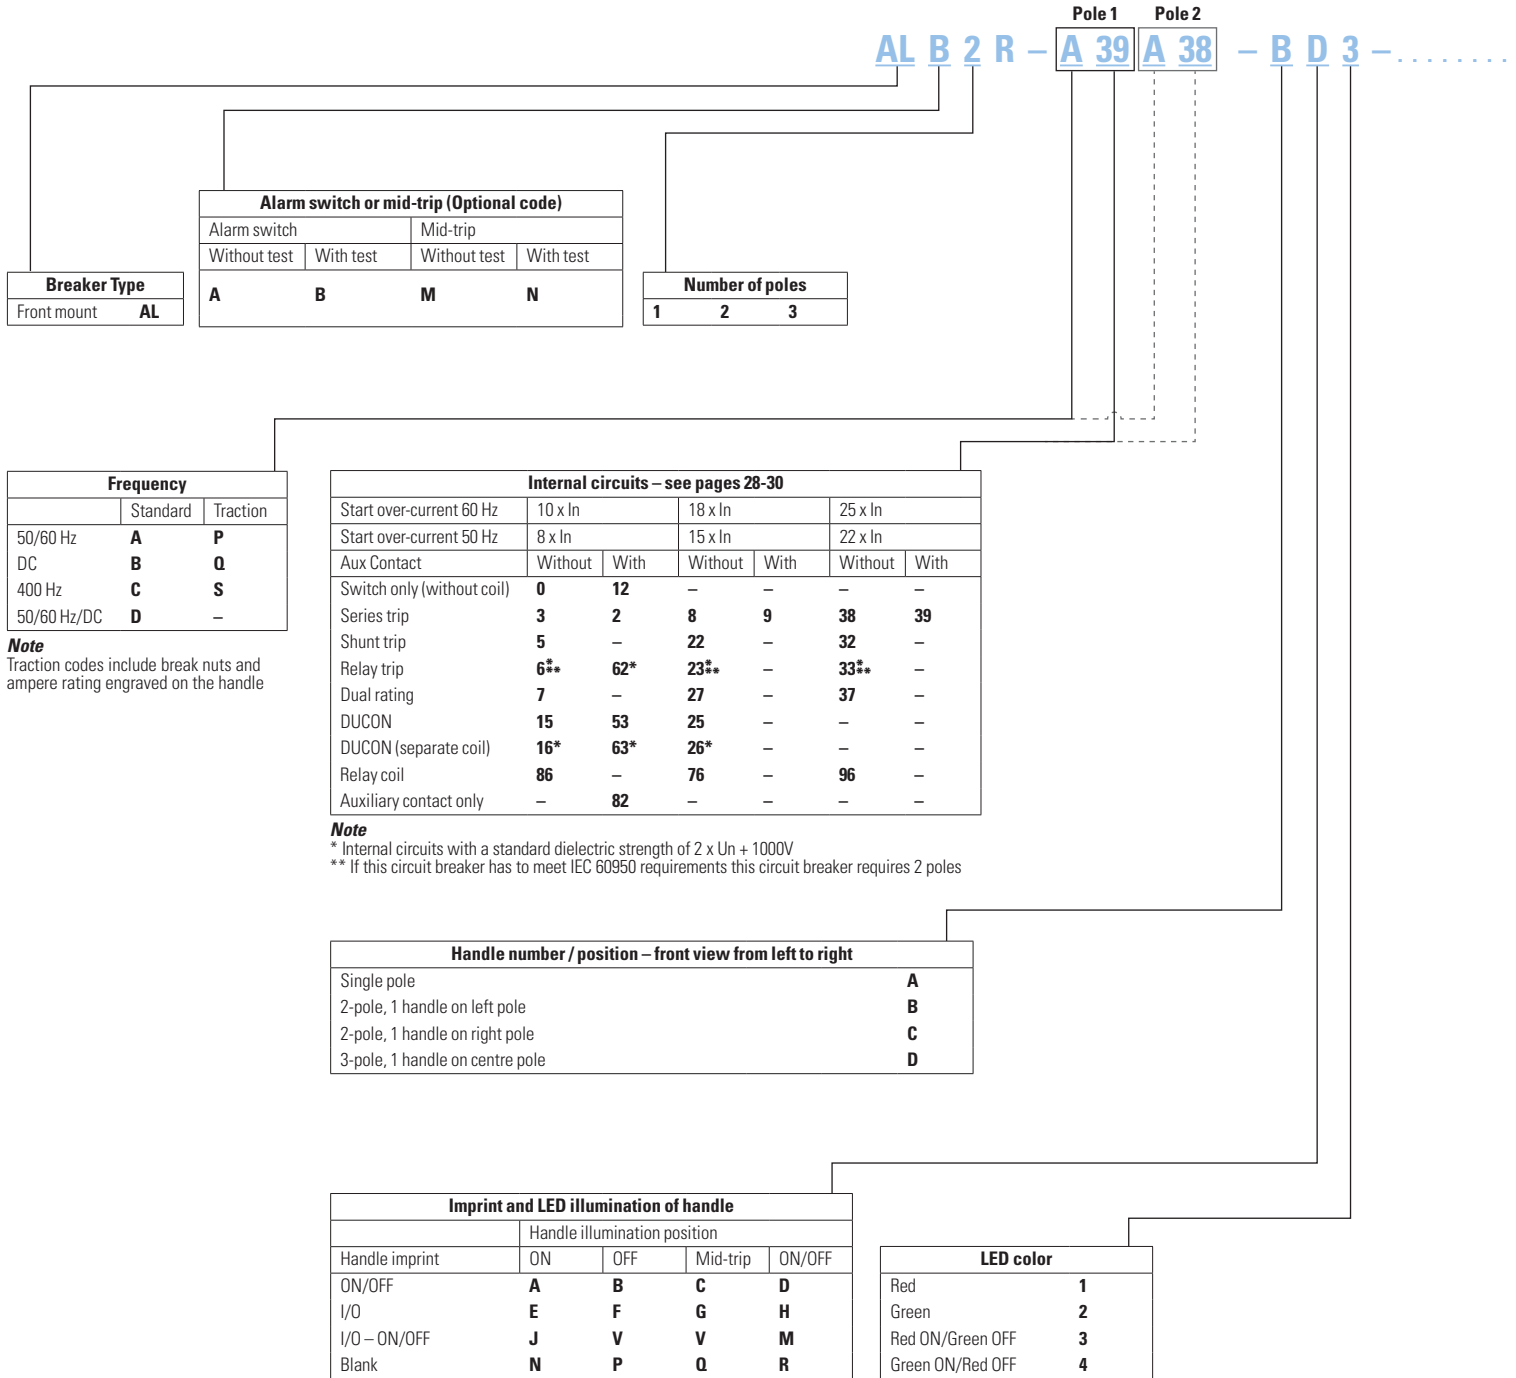 Pole 1 Pole 2
AL B 2 R – A 39 A 38 – B D 3 – ........
Alarm switch or mid-trip (Optional code)
Alarm switch Mid-trip
Without test With test Without test With test
A B M N
Breaker Type
Front mount AL
Number of poles
1 2 3
Frequency
Standard Traction
50/60 Hz A P
DC B Q
400 Hz C S
50/60 Hz/DC D –
Note
Traction codes include break nuts and
ampere rating engraved on the handle
Internal circuits – see pages 28-30
Start over-current 60 Hz 10 x In 18 x In 25 x In
Start over-current 50 Hz 8 x In 15 x In 22 x In
Aux Contact Without With Without With Without With
Switch only (without coil) 0 12 – – – –
Series trip 3 2 8 9 38 39
Shunt trip 5 – 22 – 32 –
Relay trip 6*** 62* 23*** – 33*** –
Dual rating 7 – 27 – 37 –
DUCON 15 53 25 – – –
DUCON (separate coil) 16* 63* 26* – – –
Relay coil 86 – 76 – 96 –
Auxiliary contact only – 82 – – – –
Note
* Internal circuits with a standard dielectric strength of 2 x Un + 1000V
** If this circuit breaker has to meet IEC 60950 requirements this circuit breaker requires 2 poles
Handle number / position – front view from left to right
Single pole A
2-pole, 1 handle on left pole B
2-pole, 1 handle on right pole C
3-pole, 1 handle on centre pole D
Imprint and LED illumination of handle
Handle illumination position
Handle imprint ON OFF Mid-trip ON/OFF
ON/OFF A B C D
I/O E F G H
I/O – ON/OFF J V V M
Blank N P Q R
LED color
Red 1
Green 2
Red ON/Green OFF 3
Green ON/Red OFF 4